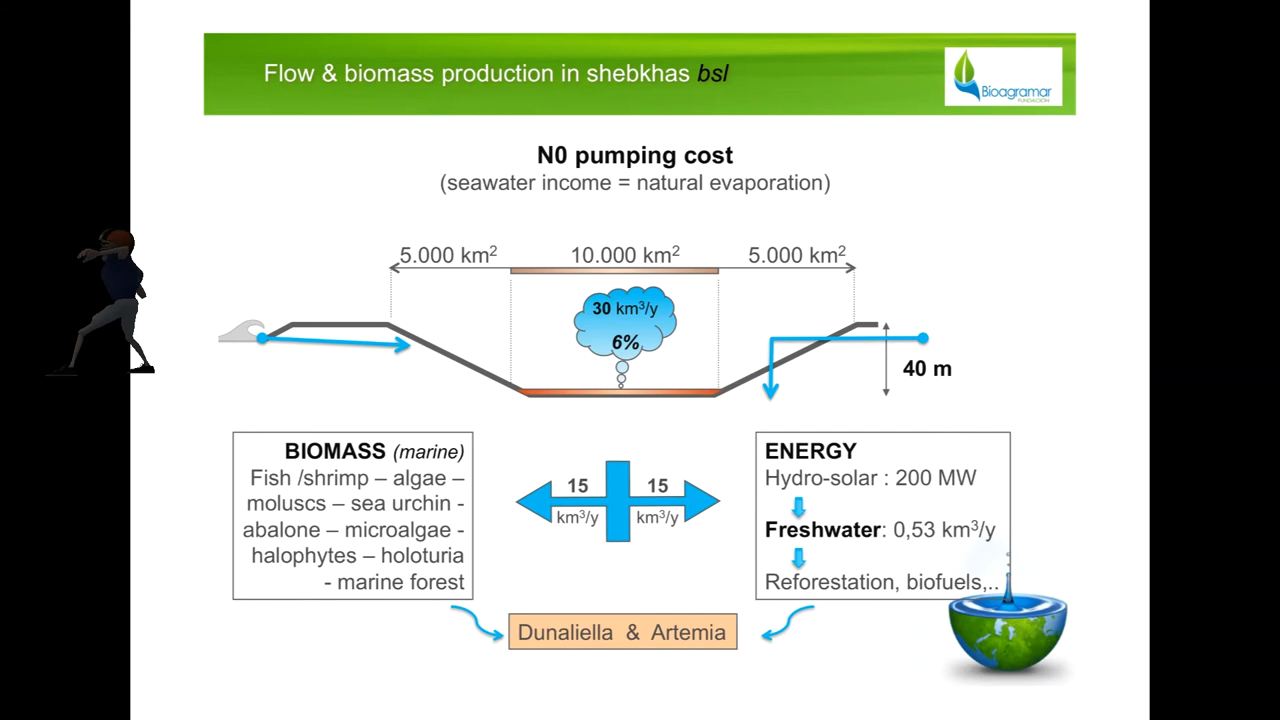 Flow & biomass production in shebkhas bsl
Bioagramar
FUNDACION
N0 pumping cost
(seawater income = natural evaporation)
5.000 km²
10.000 km²
5.000 km²
30 km³/y
6%
40 m
BIOMASS (marine)
Fish /shrimp – algae –
moluscs – sea urchin -
abalone – microalgae -
halophytes – holoturia
- marine forest
15
km³/y
15
km³/y
ENERGY
Hydro-solar : 200 MW
Freshwater: 0,53 km³/y
Reforestation, biofuels,..
Dunaliella & Artemia